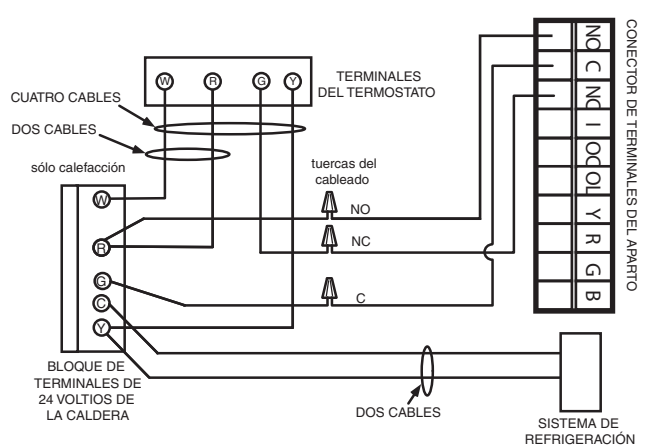 TERMINALES
DEL TERMOSTATO
W R G Y
CUATRO CABLES
DOS CABLES
sólo calefacción
tuercas del
cableado
NO
NC
C
W
R
G
C
Y
BLOQUE DE
TERMINALES DE
24 VOLTIOS DE
LA CALDERA
DOS CABLES
SISTEMA DE
REFRIGERACIÓN
CONECTOR DE TERMINALES DEL APARTO
NO
C
NC
I
OC
OL
Y
R
G
B